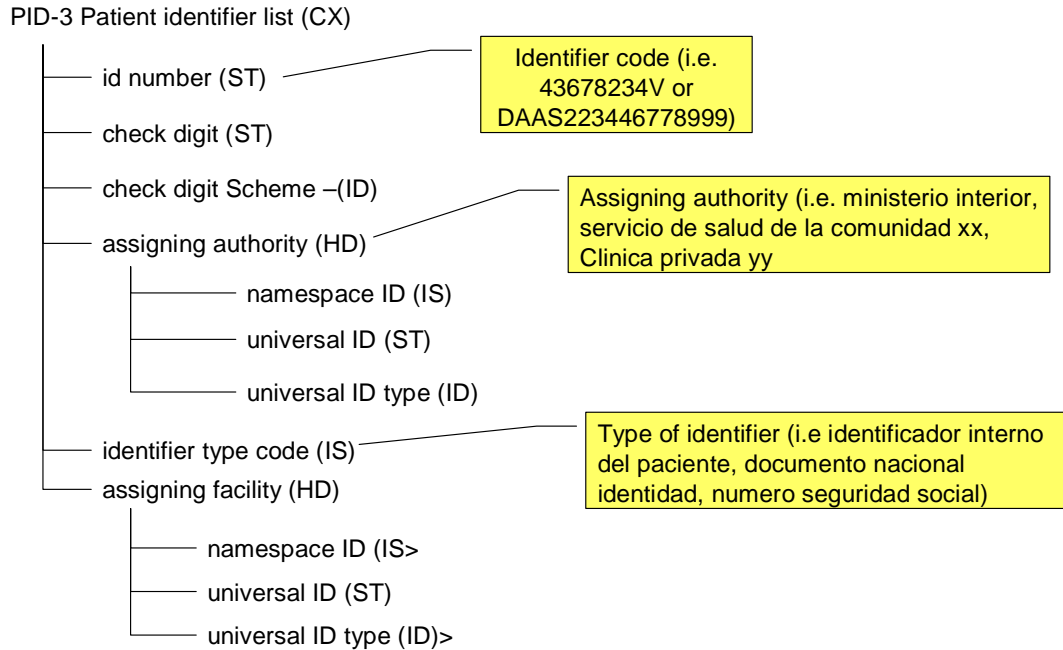 PID-3 Patient identifier list (CX)
id number (ST)
Identifier code (i.e.
43678234V or
DAAS223446778999)
check digit (ST)
check digit Scheme –(ID)
assigning authority (HD)
Assigning authority (i.e. ministerio interior,
servicio de salud de la comunidad xx,
Clinica privada yy
namespace ID (IS)
universal ID (ST)
universal ID type (ID)
identifier type code (IS)
Type of identifier (i.e identificador interno
del paciente, documento nacional
identidad, numero seguridad social)
assigning facility (HD)
namespace ID (IS>
universal ID (ST)
universal ID type (ID)>